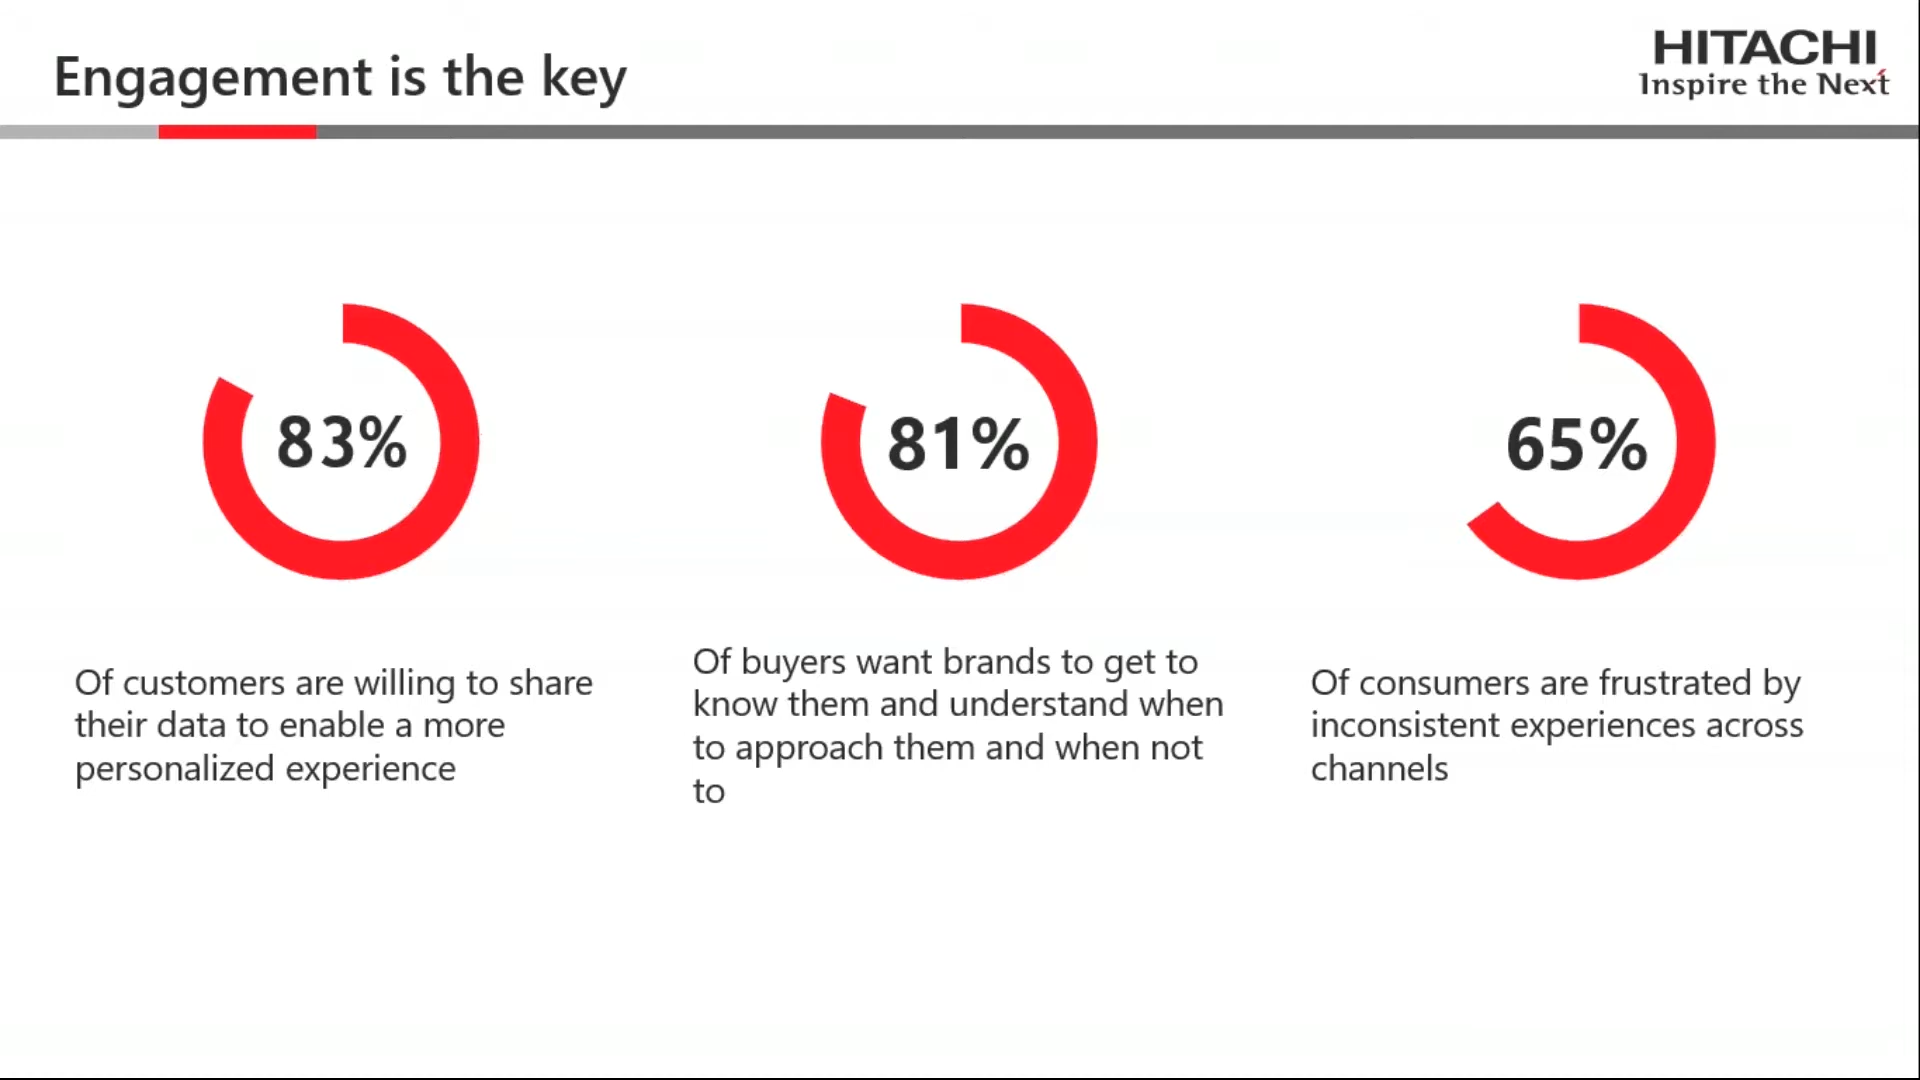 Engagement is the key
HITACHI
Inspire the Next
83%
81%
65%
Of customers are willing to share
their data to enable a more
personalized experience
Of buyers want brands to get to
know them and understand when
to approach them and when not
to
Of consumers are frustrated by
inconsistent experiences across
channels